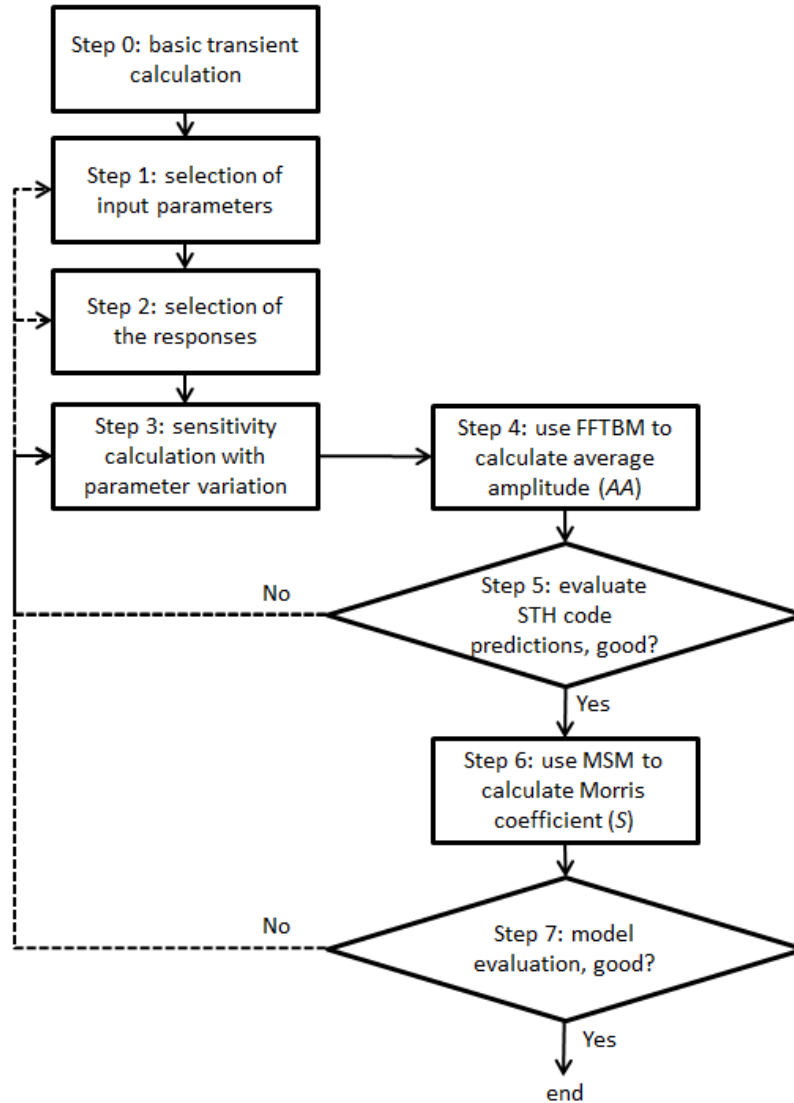 Step 0: basic transient
calculation
Step 1: selection of
input parameters
Step 2: selection of
the responses
Step 3: sensitivity
calculation with
parameter variation
Step 4: use FFTBM to
calculate average
amplitude (AA)
No
Step 5: evaluate
STH code
predictions, good?
Yes
Step 6: use MSM to
calculate Morris
coefficient (S)
No
Step 7: model
evaluation, good?
Yes
end